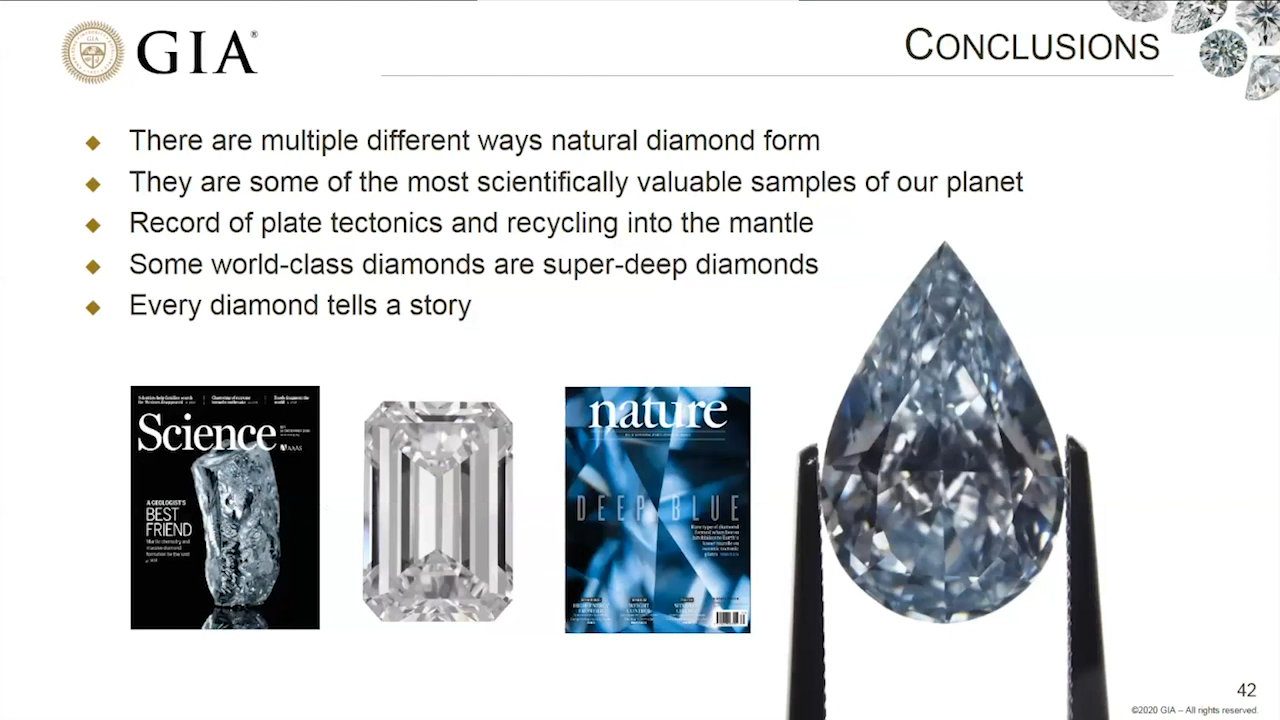 GIA®
CONCLUSIONS
There are multiple different ways natural diamond form
They are some of the most scientifically valuable samples of our planet
Record of plate tectonics and recycling into the mantle
Some world-class diamonds are super-deep diamonds
Every diamond tells a story
Science
AAAS
A GEOLOGIST'S
BEST
FRIEND
nature
DEEP BLUE
42
©2020 GIA – All rights reserved.